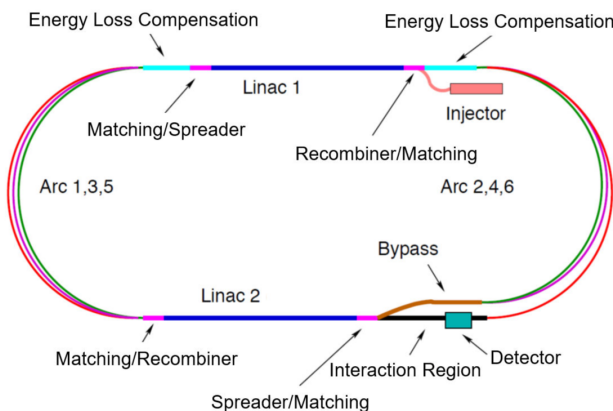 Energy Loss Compensation
Energy Loss Compensation
Linac 1
Injector
Matching/Spreader
Recombiner/Matching
Arc 1,3,5
Arc 2,4,6
Bypass
Linac 2
Matching/Recombiner
Interaction Region
Detector
Spreader/Matching